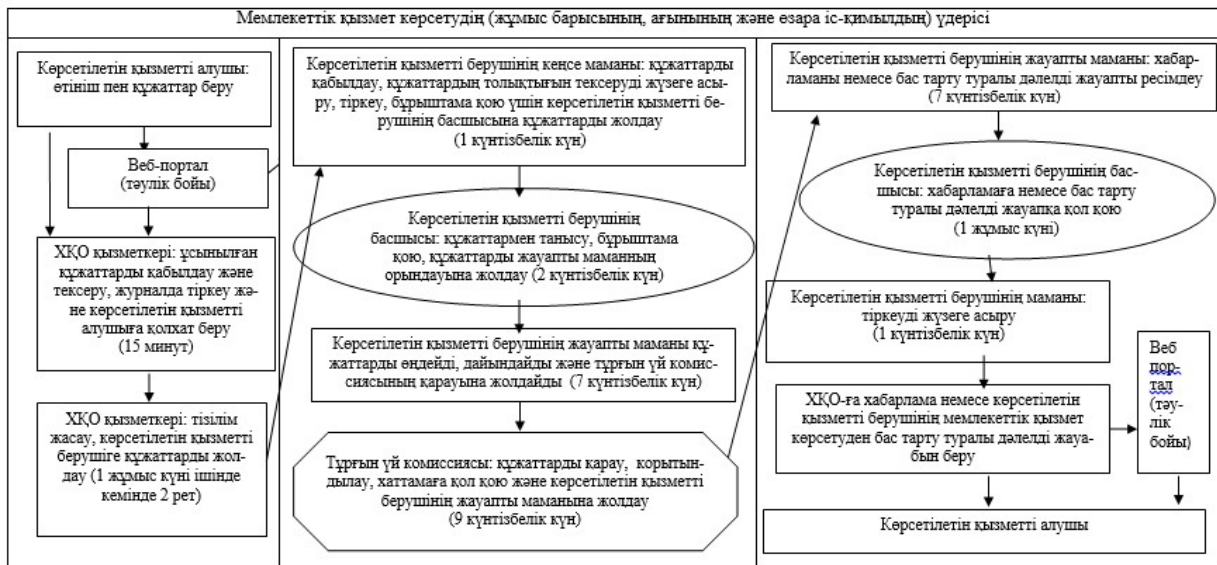 Мемлекеттік қызмет көрсетудің (жұмыс барысының, ағынының және өзара іс-қимылдың) үдерісі
Көрсетілетін қызметті алушы:
өтініш пен құжаттар беру
Веб-портал
(тәулік бойы)
ХҚО қызметкері: ұсынылған
құжаттарды қабылдау және
тексеру, журналда тіркеу жә-
не көрсетілетін қызметті
алушыға қолхат беру
(15 минут)
ХҚО қызметкері: тізілім
жасау, көрсетілетін қызметті
берушіге құжаттарды жол-
дау (1 жұмыс күні ішінде
кемінде 2 рет)
Көрсетілетін қызметті берушінің кеңсе маманы: құжаттарды
қабылдау, құжаттардың толықтығын тексеруді жүзеге асы-
ру, тіркеу, бұрыштама қою үшін көрсетілетін қызметті бе-
рушінің басшысына құжаттарды жолдау
(1 күнтізбелік күн)
Көрсетілетін қызметті берушінің
басшысы: құжаттармен танысу, бұрыштама
қою, құжаттарды жауапты маманның
орындауына жолдау (2 күнтізбелік күн)
Көрсетілетін қызметті берушінің жауапты маманы құ-
жаттарды өңдейді, дайындайды және тұрғын үй комис-
сиясының қарауына жолдайды (7 күнтізбелік күн)
Тұрғын үй комиссиясы: құжаттарды қарау, корытын-
дылау, хаттамаға қол қою және көрсетілетін қызметті
берушінің жауапты маманына жолдау
(9 күнтізбелік күн)
Көрсетілетін қызметті берушінің жауапты маманы: хабар-
ламаны немесе бас тарту туралы дәлелді жауапты ресімдеу
(7 күнтізбелік күн)
Көрсетілетін қызметті берушінің бас-
шысы: хабарламаға немесе бас тарту
туралы дәлелді жауапқа қол қою
(1 жұмыс күні)
Көрсетілетін қызметті берушінің маманы:
тіркеуді жүзеге асыру
(1 күнтізбелік күн)
ХҚО-ға хабарлама немесе көрсетілетін
қызметті берушінің мемлекеттік қызмет
көрсетуден бас тарту туралы дәлелді жауа-
бын беру
Веб
пор-
тал
(тәу-
лік
бойы)
Көрсетілетін қызметті алушы